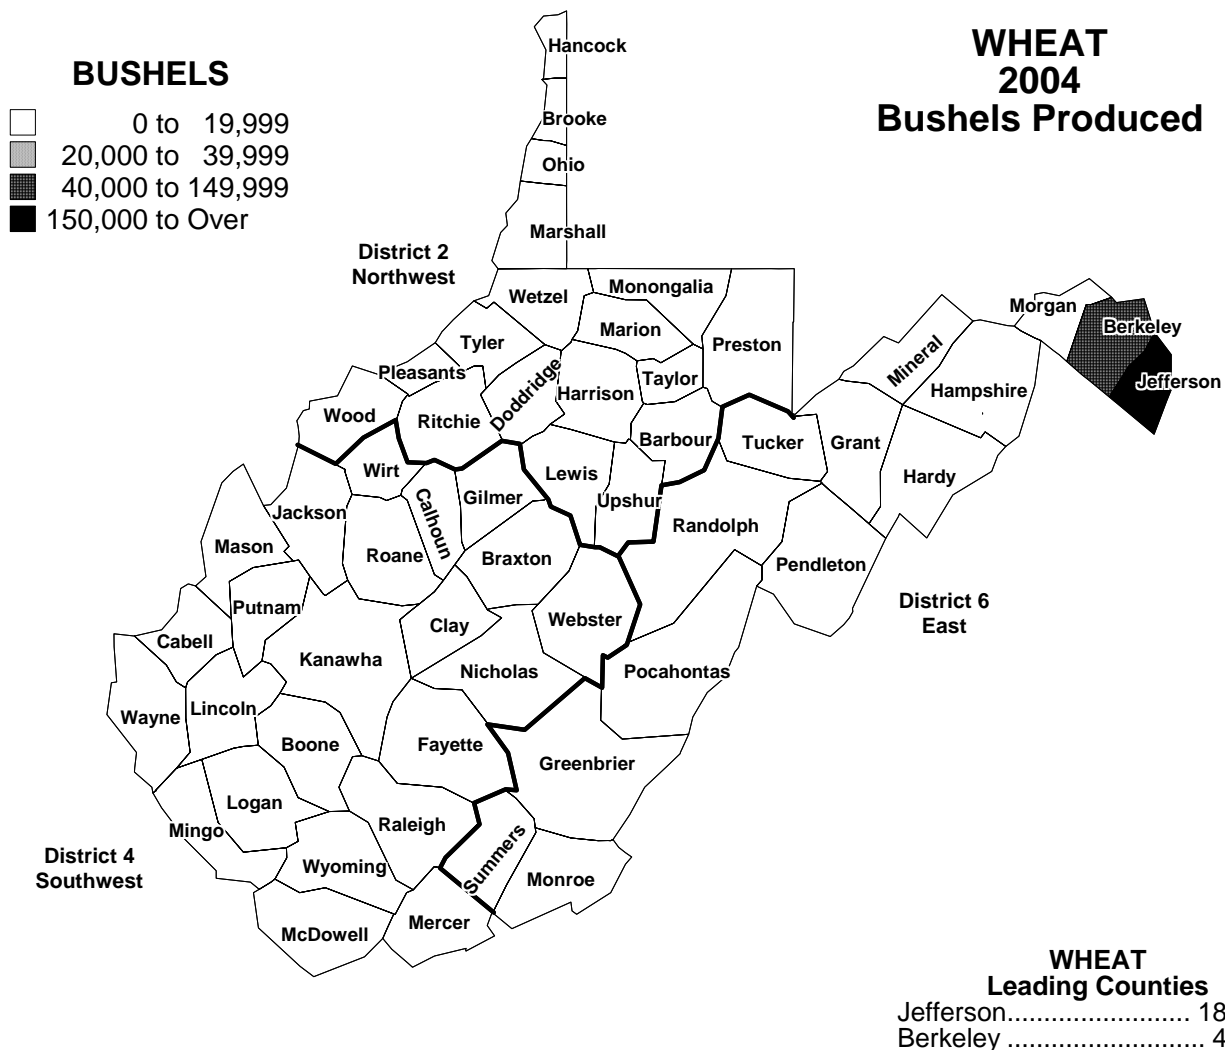 WHEAT
2004
Bushels Produced
BUSHELS
0 to 19,999
20,000 to 39,999
40,000 to 149,999
150,000 to Over
Hancock
Brooke
Ohio
Marshall
District 2
Northwest
Wetzel
Monongalia
Marion
Preston
Tyler
Pleasants
Doddridge
Harrison
Taylor
Wood
Ritchie
Barbour
Tucker
Grant
Mineral
Hampshire
Morgan
Berkeley
Jefferson
Hardy
Wirt
Calhoun
Gilmer
Lewis
Upshur
Randolph
Jackson
Mason
Roane
Braxton
Pendleton
District 6
East
Putnam
Cabell
Clay
Webster
Kanawha
Nicholas
Pocahontas
Wayne
Lincoln
Boone
Fayette
Greenbrier
Logan
Mingo
Raleigh
Summers
Wyoming
Monroe
District 4
Southwest
McDowell
Mercer
WHEAT
Leading Counties
Jefferson......................... 18
Berkeley ........................... 4